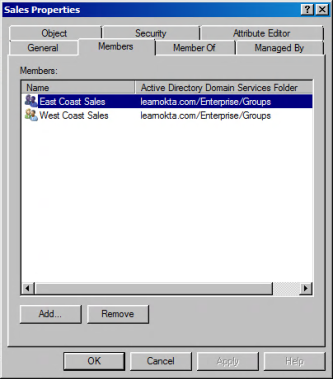 Sales Properties
Object Security Attribute Editor
General Members Member Of Managed By
Members:
Name Active Directory Domain Services Folder
East Coast Sales learnokta.com/Enterprise/Groups
West Coast Sales learnokta.com/Enterprise/Groups
Add... Remove
OK Cancel Apply Help